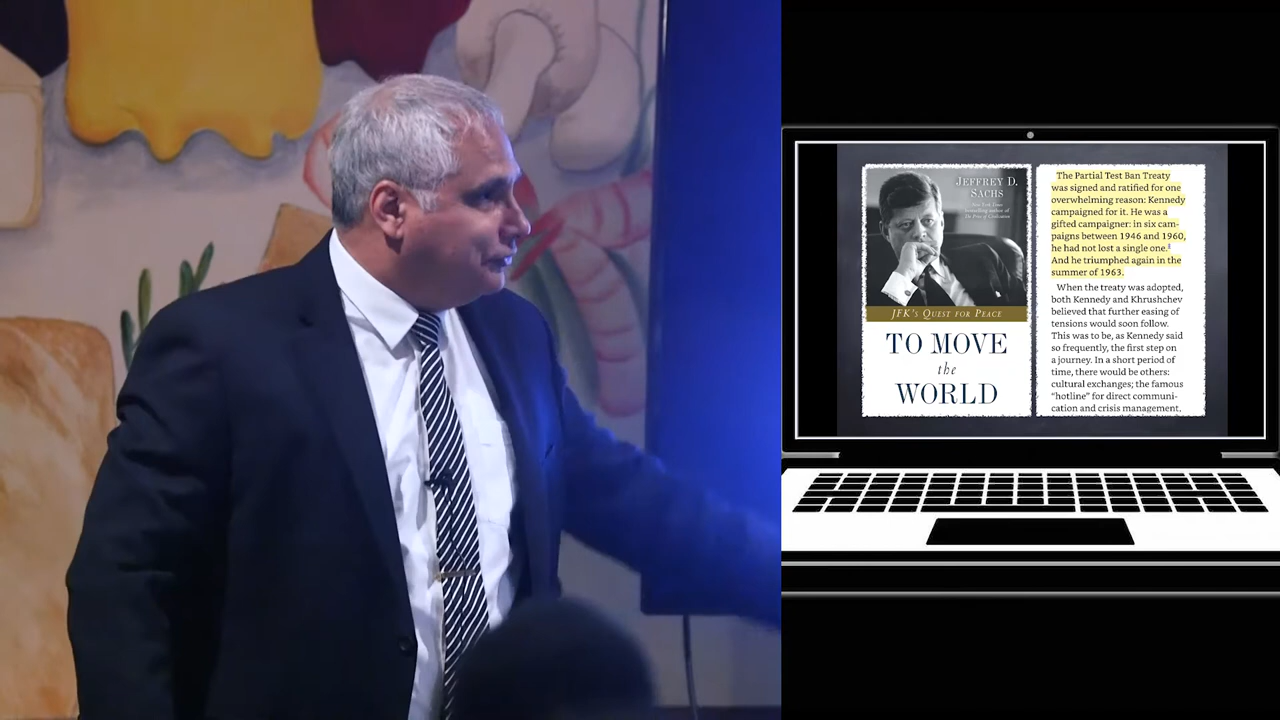 JEFFREY D.
SACHS
New York Times
bestselling author of
The Price of Civilization
JFK'S QUEST FOR PEACE
TO MOVE
the
WORLD
The Partial Test Ban Treaty
was signed and ratified for one
overwhelming reason: Kennedy
campaigned for it. He was a
gifted campaigner: in six cam-
paigns between 1946 and 1960,
he had not lost a single one.
And he triumphed again in the
summer of 1963.
When the treaty was adopted,
both Kennedy and Khrushchev
believed that further easing of
tensions would soon follow.
This was to be, as Kennedy said
so frequently, the first step on
a journey. In a short period of
time, there would be others:
cultural exchanges; the famous
"hotline" for direct communi-
cation and crisis management,